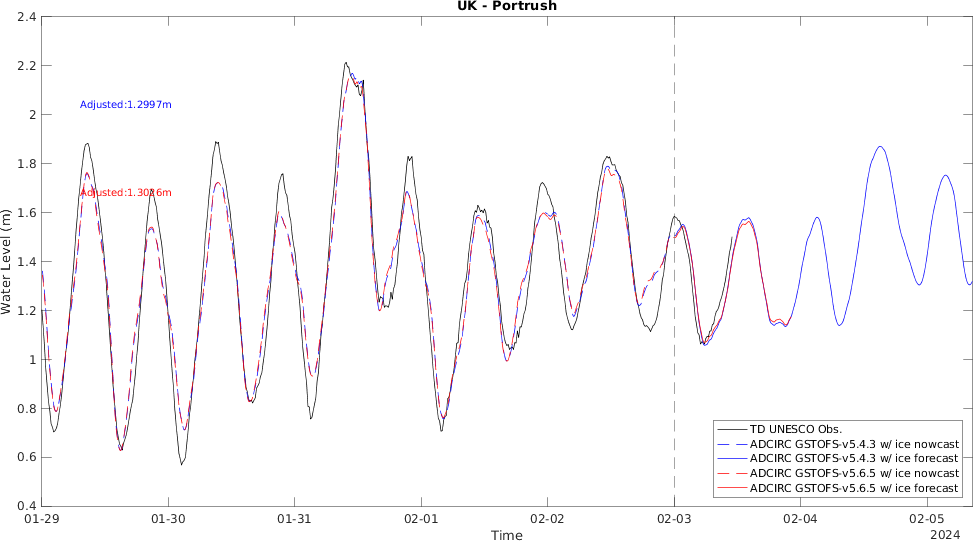 UK - Portrush
2.4
2.2
2
1.8
1.6
1.4
1.2
1
0.8
0.6
0.4
Water Level (m)
Adjusted:1.2997m
Adjusted:1.3026m
TD UNESCO Obs.
ADCIRC GSTOFS-v5.4.3 w/ ice nowcast
ADCIRC GSTOFS-v5.4.3 w/ ice forecast
ADCIRC GSTOFS-v5.6.5 w/ ice nowcast
ADCIRC GSTOFS-v5.6.5 w/ ice forecast
01-29 01-30 01-31 02-01 02-02 02-03 02-04 02-05
Time
2024